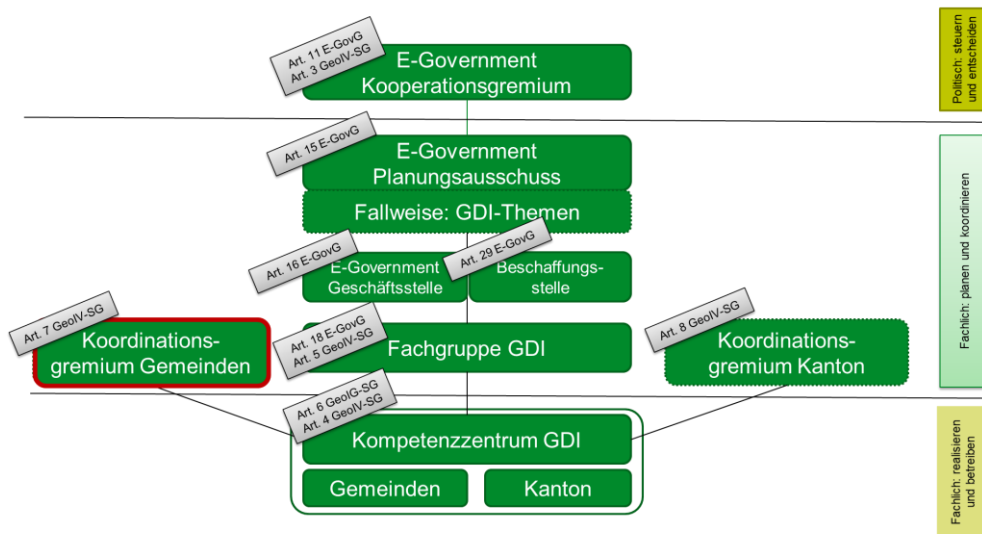 Art. 11 E-GovG
Art. 3 GeoIV-SG
E-Government
Kooperationsgremium
Politisch: steuern
und entscheiden
Art. 15 E-GovG
E-Government
Planungsausschuss
Fallweise: GDI-Themen
Art. 16 E-GovG
E-Government
Geschäftsstelle
Art. 29 E-GovG
Beschaffungs-
stelle
Fachlich: planen und koordinieren
Art. 7 GeoIV-SG
Koordinations-
gremium Gemeinden
Art. 18 E-GovG
Art. 5 GeoIV-SG
Fachgruppe GDI
Art. 8 GeoIV-SG
Koordinations-
gremium Kanton
Art. 6 GeoIG-SG
Art. 4 GeoIV-SG
Kompetenzzentrum GDI
Gemeinden
Kanton
Fachlich: realisieren
und betreiben